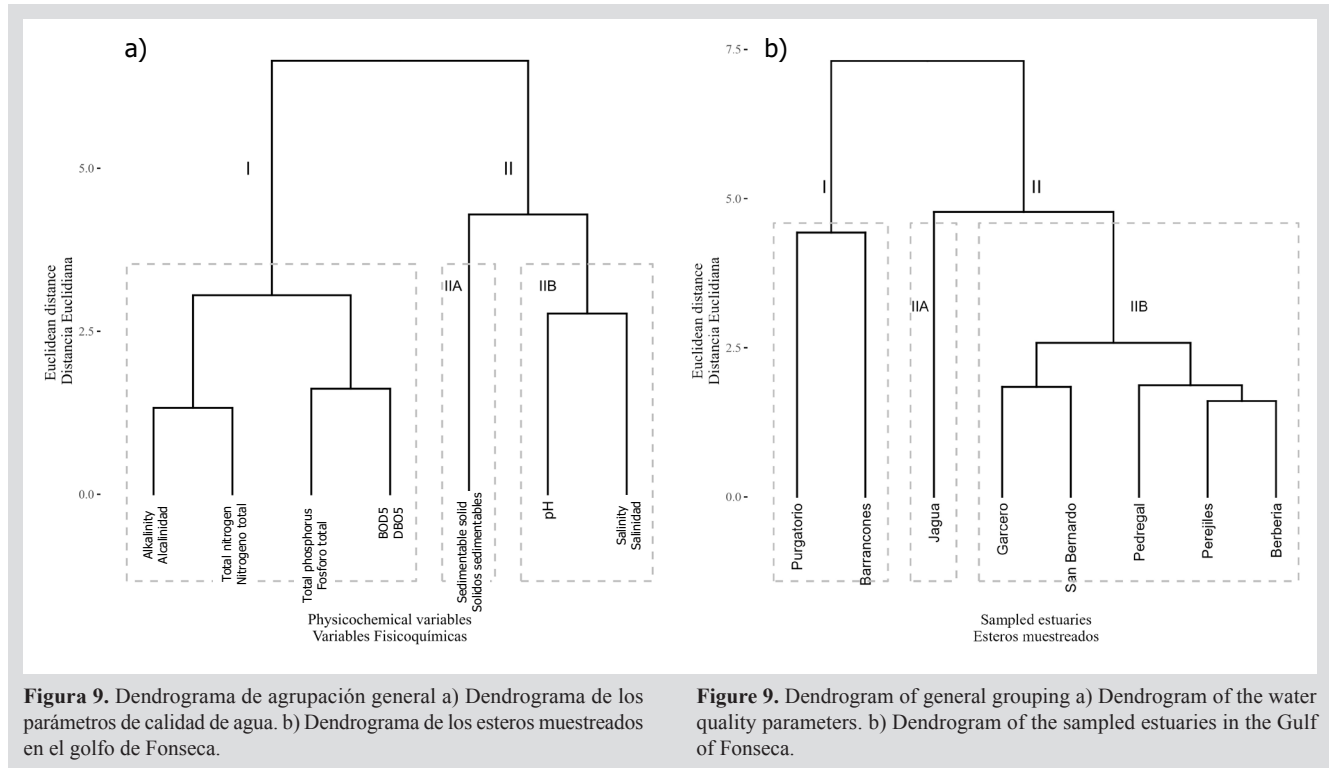 a)
I
II
5.0
IIA
IIB
Euclidean distance
Distancia Euclidiana
2.5
0.0
Alkalinity
Alcalinidad
Total nitrogen
Nitrogeno total
Total phosphorus
Fosforo total
BOD5
DBO5
Sedimentable solid
Solidos sedimentables
pH
Salinity
Salinidad
Physicochemical variables
Variables Fisicoquímicas
b)
7.5
I
II
5.0
IIA
IIB
Euclidean distance
Distancia Euclidiana
2.5
0.0
Purgatorio
Barrancones
Jagua
Garcero
San Bernardo
Pedregal
Perejiles
Berbería
Sampled estuaries
Esteros muestreados
Figura 9. Dendrograma de agrupación general a) Dendrograma de los
parámetros de calidad de agua. b) Dendrograma de los esteros muestreados
en el golfo de Fonseca.
Figure 9. Dendrogram of general grouping a) Dendrogram of the water
quality parameters. b) Dendrogram of the sampled estuaries in the Gulf
of Fonseca.